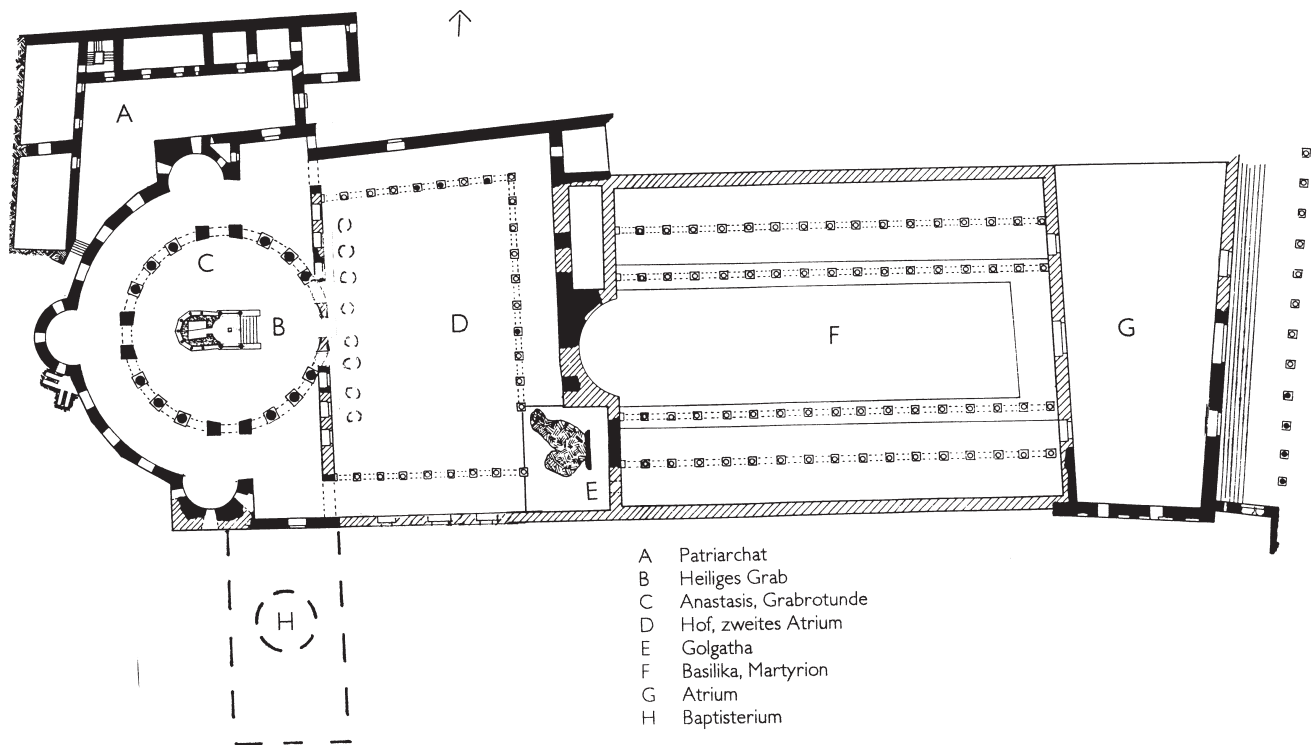 A
C
B
D
F
G
E
H
A Patriarchat
B Heiliges Grab
C Anastasis, Grabrotunde
D Hof, zweites Atrium
E Golgatha
F Basilika, Martyrion
G Atrium
H Baptisterium